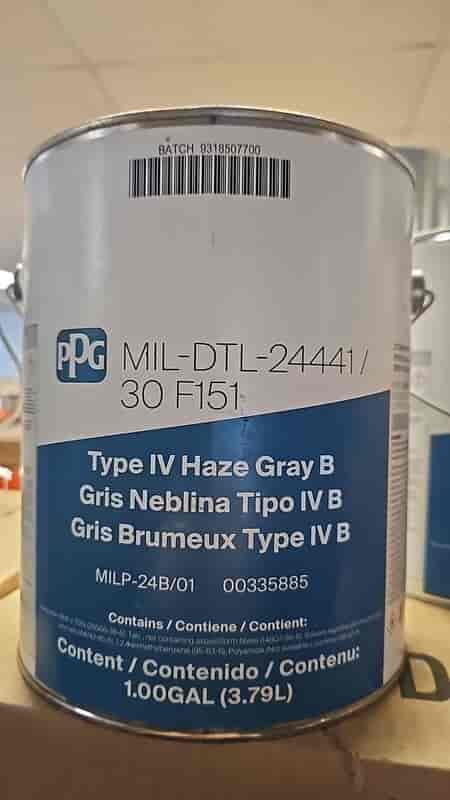 BATCH 9318507700
PPG
MIL-DTL-24441/
30 F151
Type IV Haze Gray B
Gris Neblina Tipo IV B
Gris Brumeux Type IV B
MILP-24B/01 00335885
Contains / Contiene / Contient:
Content / Contenido / Contenu:
1.00GAL (3.79L)
D